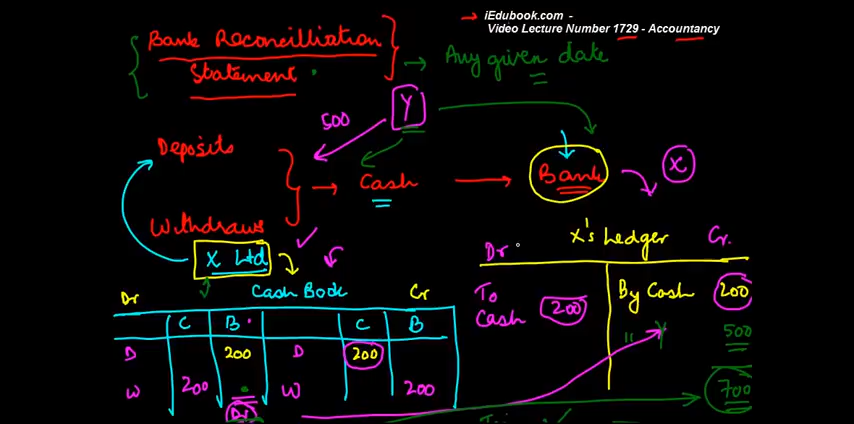 → iEdubook.com -
Video Lecture Number 1729 - Accountancy
Bank Reconcilliation
Statement
→ Any given date
Y
500
Deposits
→ Cash → Bank
X
Withdraws
X Ltd
X's Ledger
Dr
Cr.
Dr Cash Book Cr
C B C B
D 200 D 200
W 200 W 200
Dr
To
Cash 200
By Cash 200
" Y 500
700